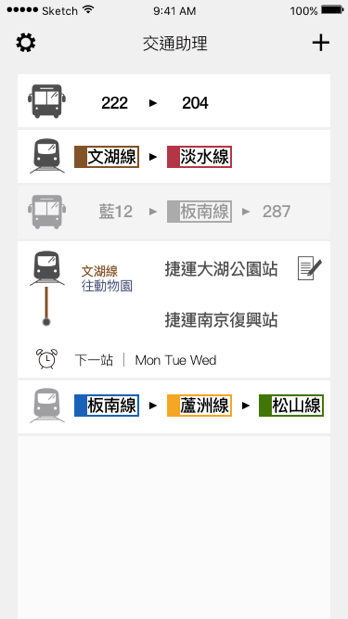 Sketch 9:41 AM 100%
交通助理
222 ▸ 204
文湖線 ▸ 淡水線
藍12 ▸ 板南線 ▸ 287
文湖線 捷運大湖公園站
往動物園
捷運南京復興站
下一站 | Mon Tue Wed
板南線 ▸ 蘆洲線 ▸ 松山線